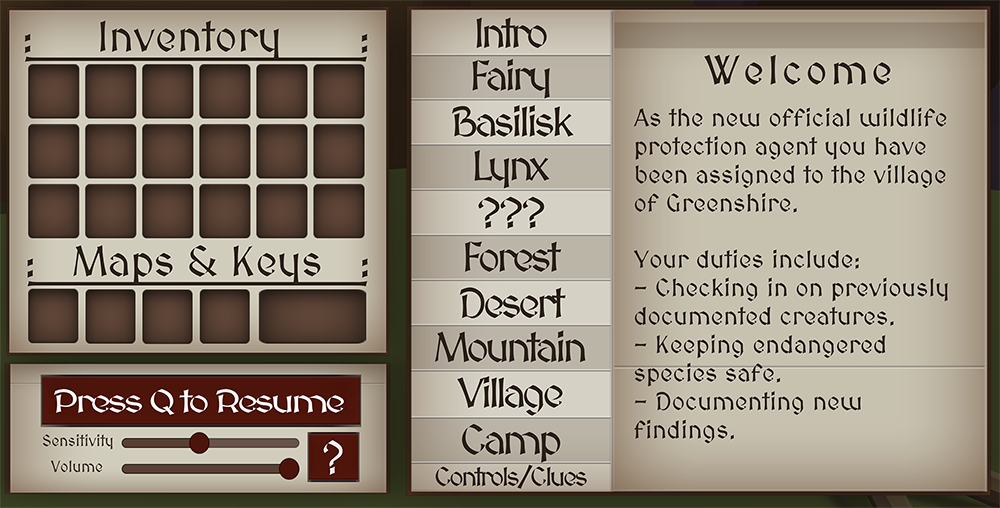 Inventory
Maps & Keys
Press Q to Resume
Sensitivity
Volume
?
Intro
Fairy
Basilisk
Lynx
???
Forest
Desert
Mountain
Village
Camp
Controls/Clues
Welcome
As the new official wildlife
protection agent you have
been assigned to the village
of Greenshire.
Your duties include:
- Checking in on previously
documented creatures.
- Keeping endangered
species safe.
- Documenting new
findings.